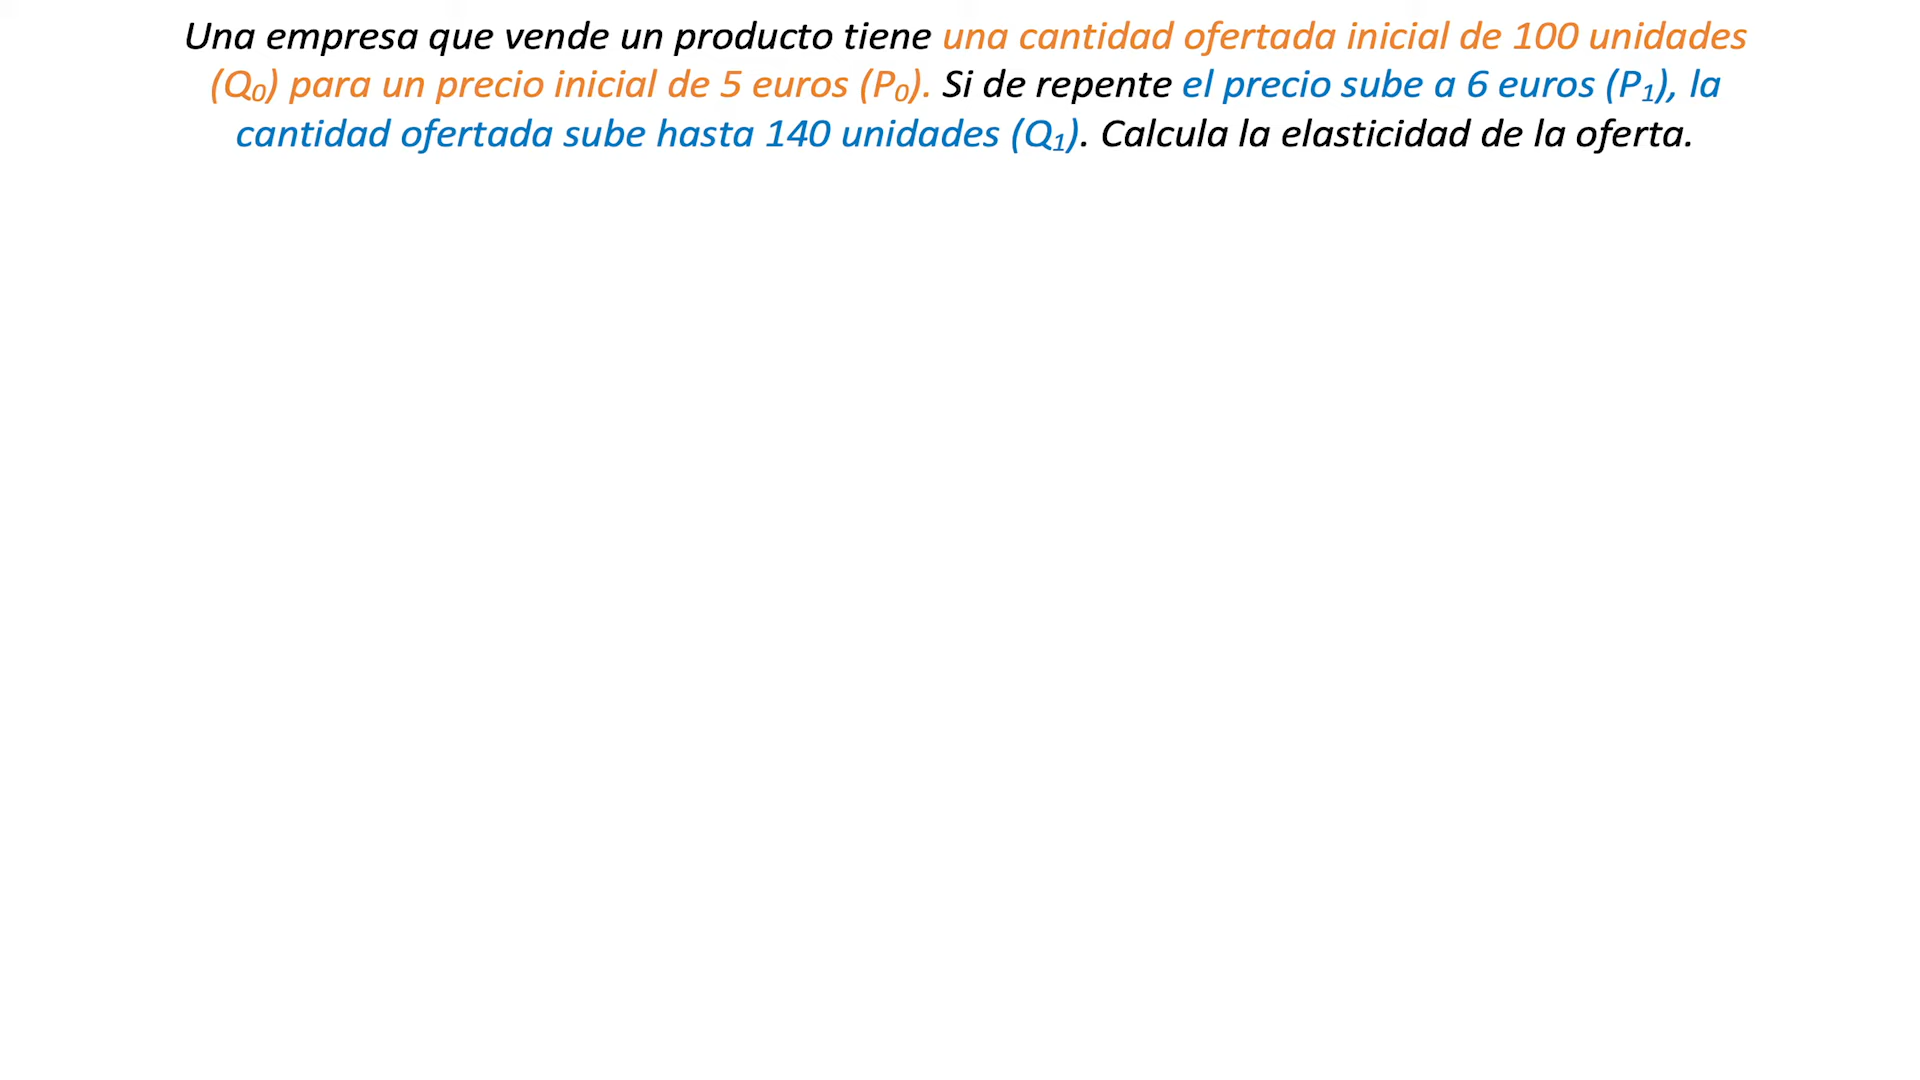 Una empresa que vende un producto tiene una cantidad ofertada inicial de 100 unidades
(Q₀) para un precio inicial de 5 euros (P₀). Si de repente el precio sube a 6 euros (P₁), la
cantidad ofertada sube hasta 140 unidades (Q₁). Calcula la elasticidad de la oferta.